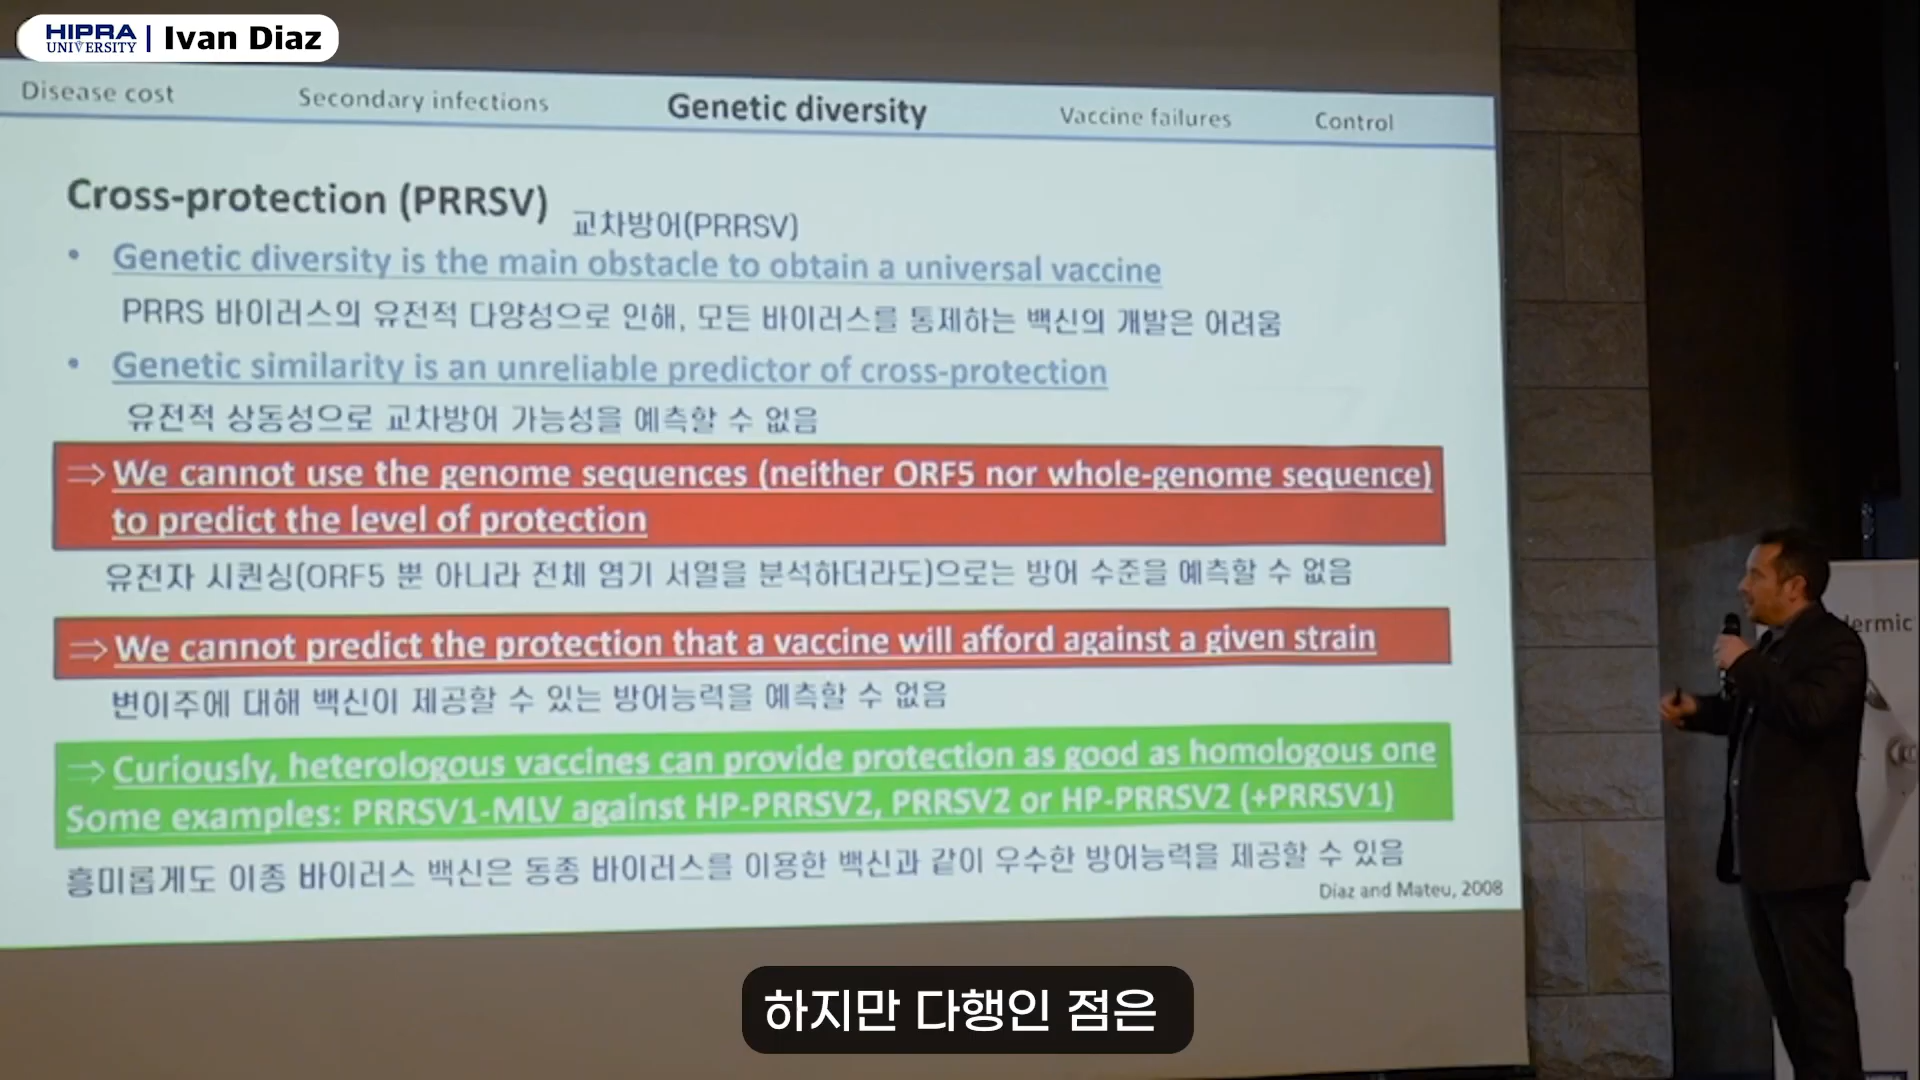 HIPRA UNIVERSITY | Ivan Diaz
Disease cost Secondary infections Genetic diversity Vaccine failures Control
Cross-protection (PRRSV) 교차방어(PRRSV)
• Genetic diversity is the main obstacle to obtain a universal vaccine
PRRS 바이러스의 유전적 다양성으로 인해, 모든 바이러스를 통제하는 백신의 개발은 어려움
• Genetic similarity is an unreliable predictor of cross-protection
유전적 상동성으로 교차방어 가능성을 예측할 수 없음
⇒ We cannot use the genome sequences (neither ORF5 nor whole-genome sequence)
to predict the level of protection
유전자 시퀀싱(ORF5 뿐 아니라 전체 염기 서열을 분석하더라도)으로는 방어 수준을 예측할 수 없음
⇒ We cannot predict the protection that a vaccine will afford against a given strain
변이주에 대해 백신이 제공할 수 있는 방어능력을 예측할 수 없음
⇒ Curiously, heterologous vaccines can provide protection as good as homologous one
Some examples: PRRSV1-MLV against HP-PRRSV2, PRRSV2 or HP-PRRSV2 (+PRRSV1)
흥미롭게도 이종 바이러스 백신은 동종 바이러스를 이용한 백신과 같이 우수한 방어능력을 제공할 수 있음
Díaz and Mateu, 2008
dermic
하지만 다행인 점은
HIPRA